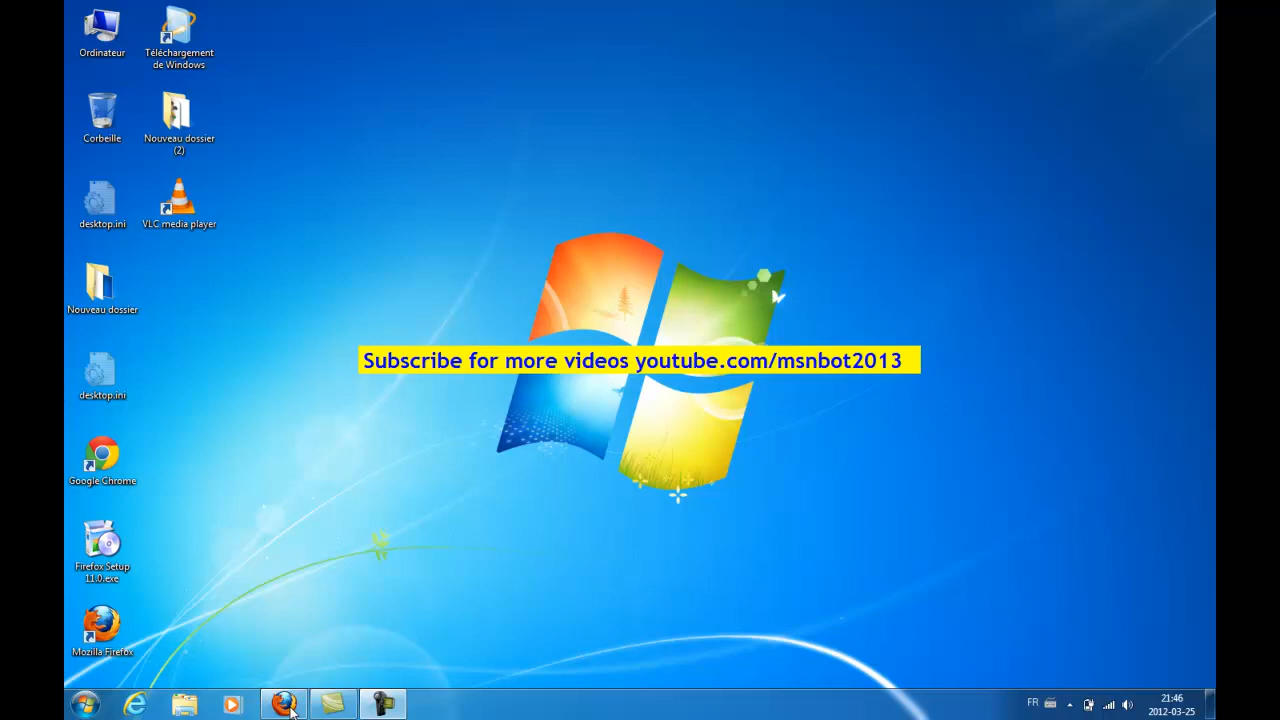 Ordinateur
Téléchargement
de Windows
Corbeille
Nouveau dossier
(2)
desktop.ini
VLC media player
Nouveau dossier
Subscribe for more videos youtube.com/msnbot2013
desktop.ini
Google Chrome
Firefox Setup
11.0.exe
Mozilla Firefox
FR
21:46
2012-03-25